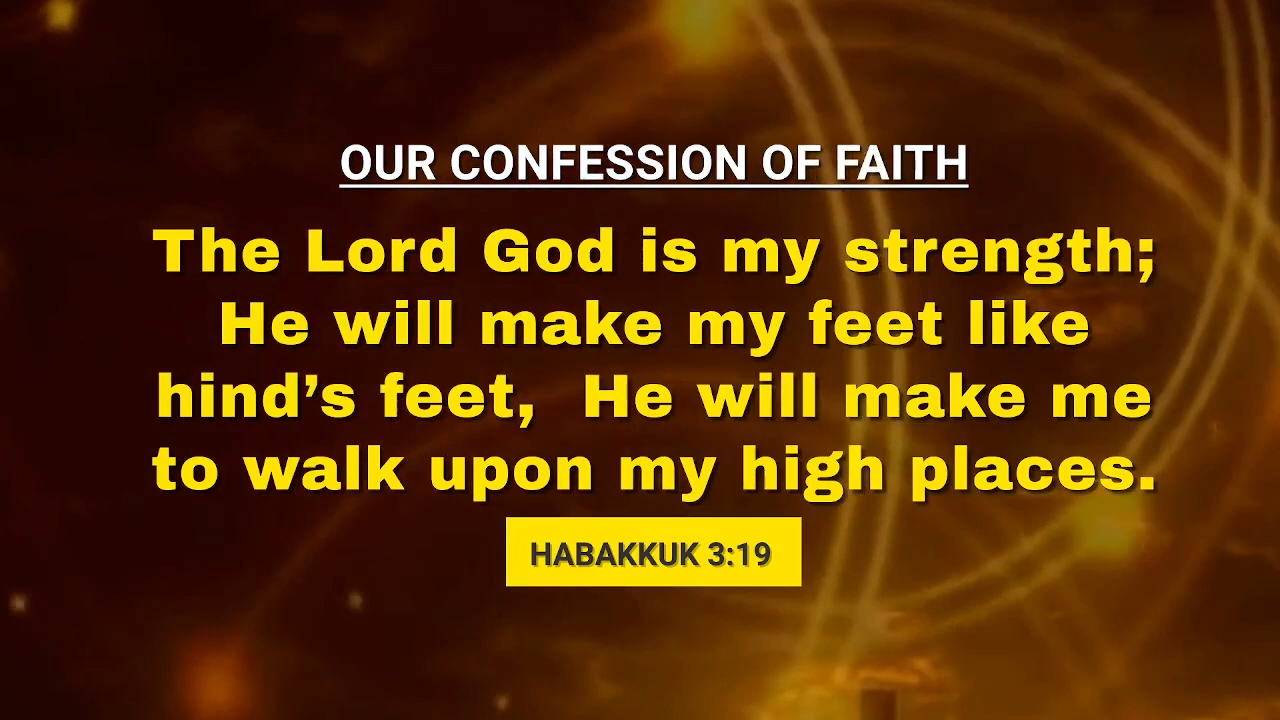 OUR CONFESSION OF FAITH
The Lord God is my strength;
He will make my feet like
hind’s feet,  He will make me
to walk upon my high places.
HABAKKUK 3:19